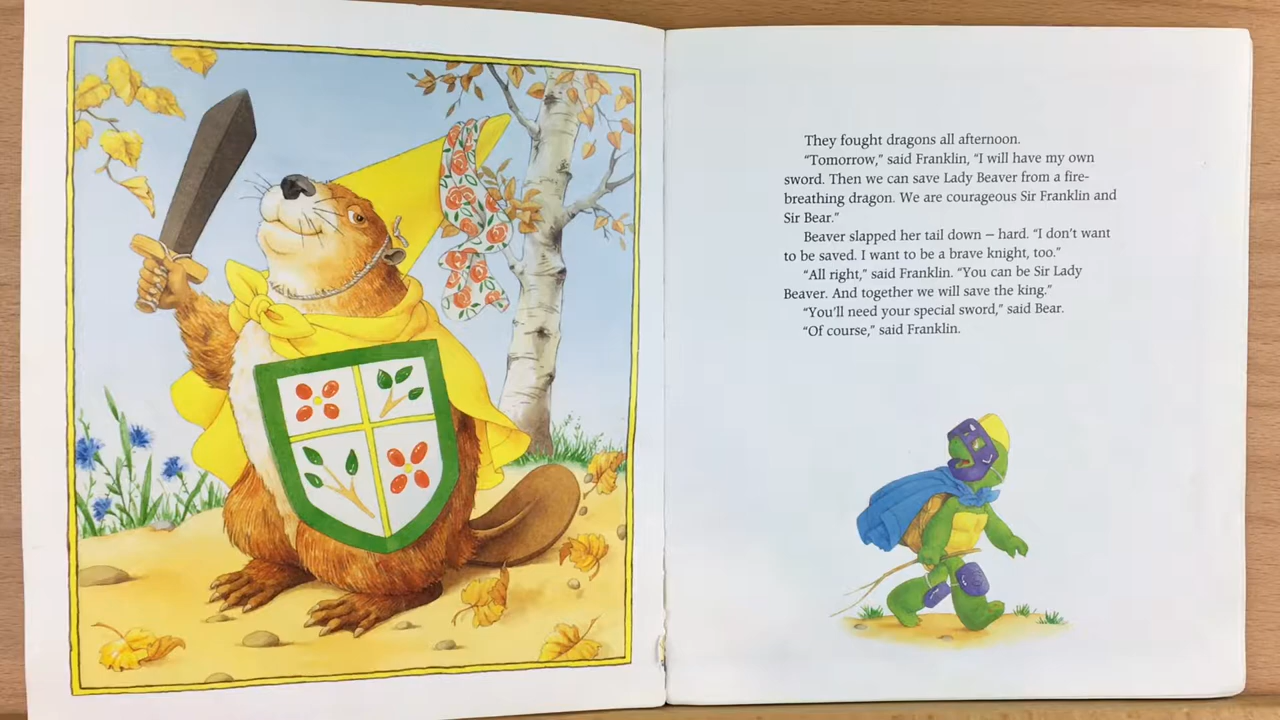 They fought dragons all afternoon.
“Tomorrow,” said Franklin, “I will have my own
sword. Then we can save Lady Beaver from a fire-
breathing dragon. We are courageous Sir Franklin and
Sir Bear.”
Beaver slapped her tail down – hard. “I don’t want
to be saved. I want to be a brave knight, too.”
“All right,” said Franklin. “You can be Sir Lady
Beaver. And together we will save the king.”
“You’ll need your special sword,” said Bear.
“Of course,” said Franklin.